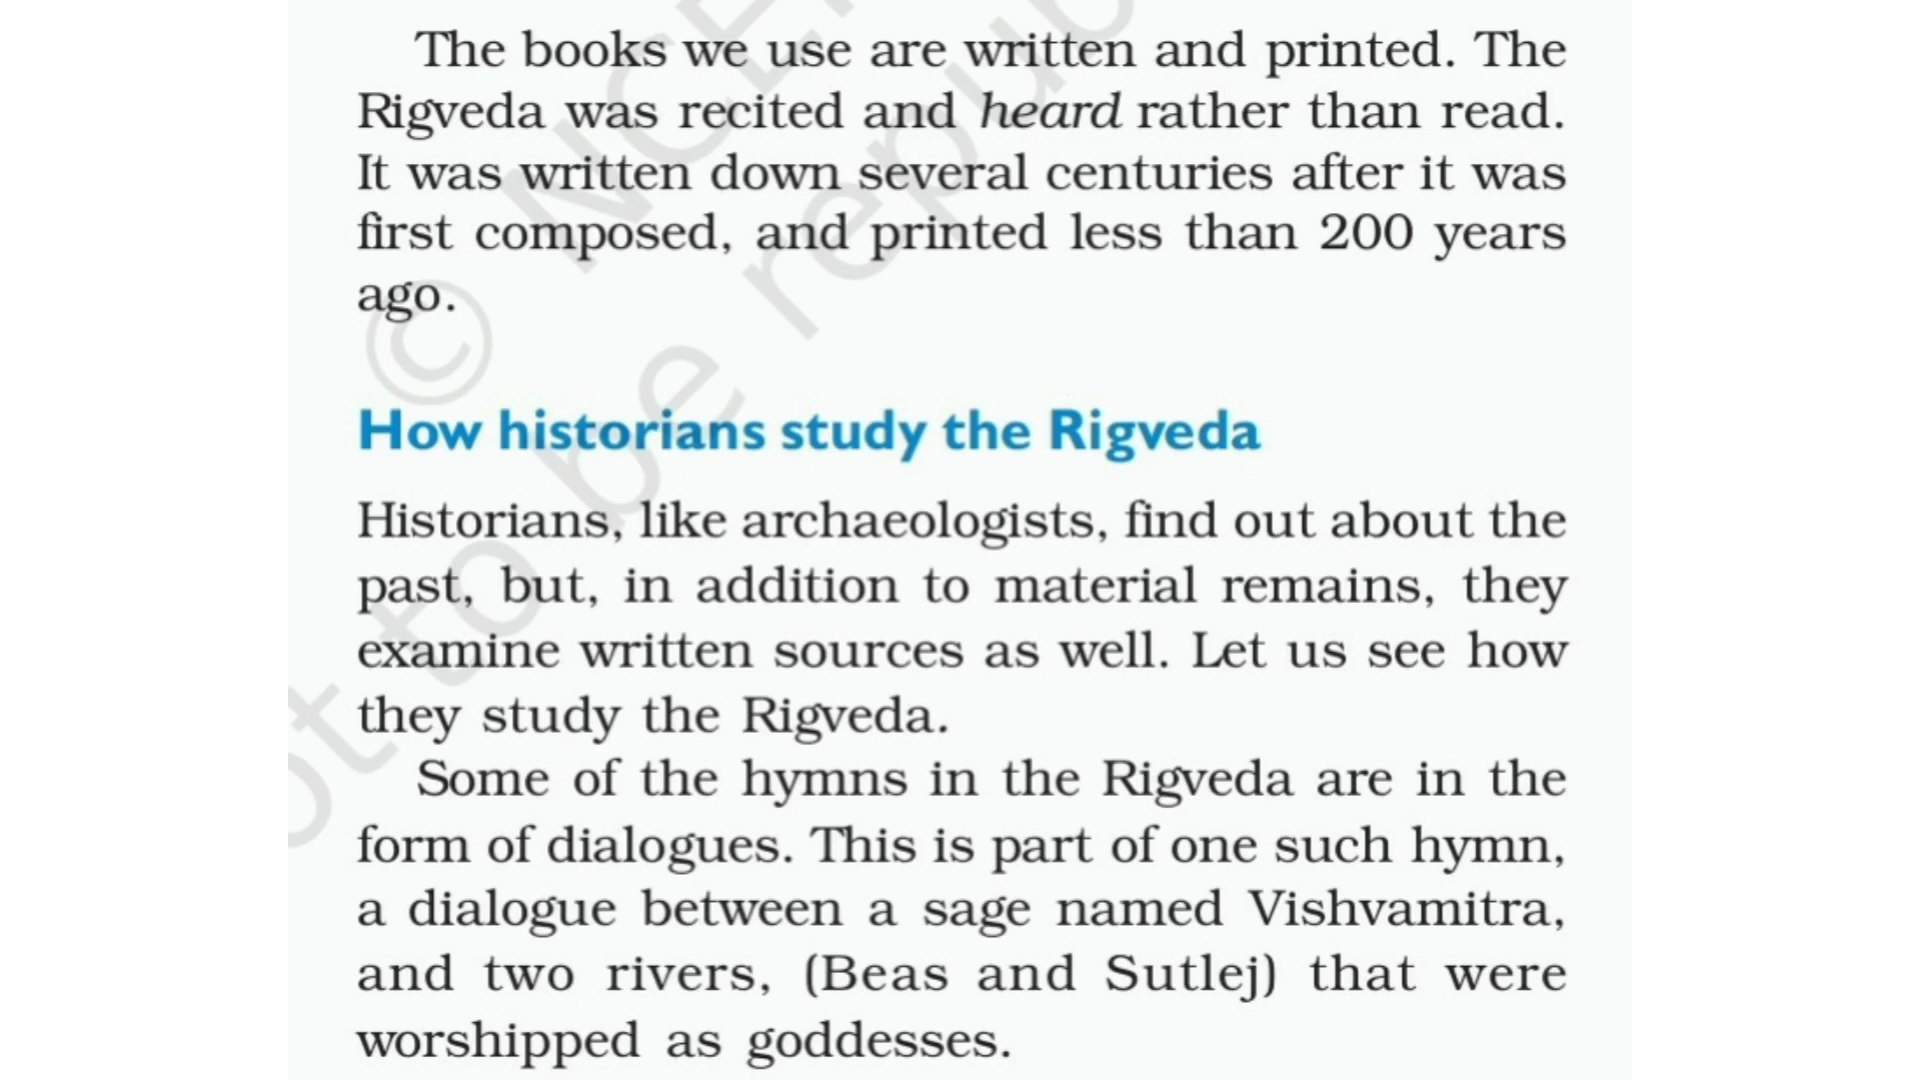 The books we use are written and printed. The
Rigveda was recited and heard rather than read.
It was written down several centuries after it was
first composed, and printed less than 200 years
ago.
How historians study the Rigveda
Historians, like archaeologists, find out about the
past, but, in addition to material remains, they
examine written sources as well. Let us see how
they study the Rigveda.
Some of the hymns in the Rigveda are in the
form of dialogues. This is part of one such hymn,
a dialogue between a sage named Vishvamitra,
and two rivers, (Beas and Sutlej) that were
worshipped as goddesses.